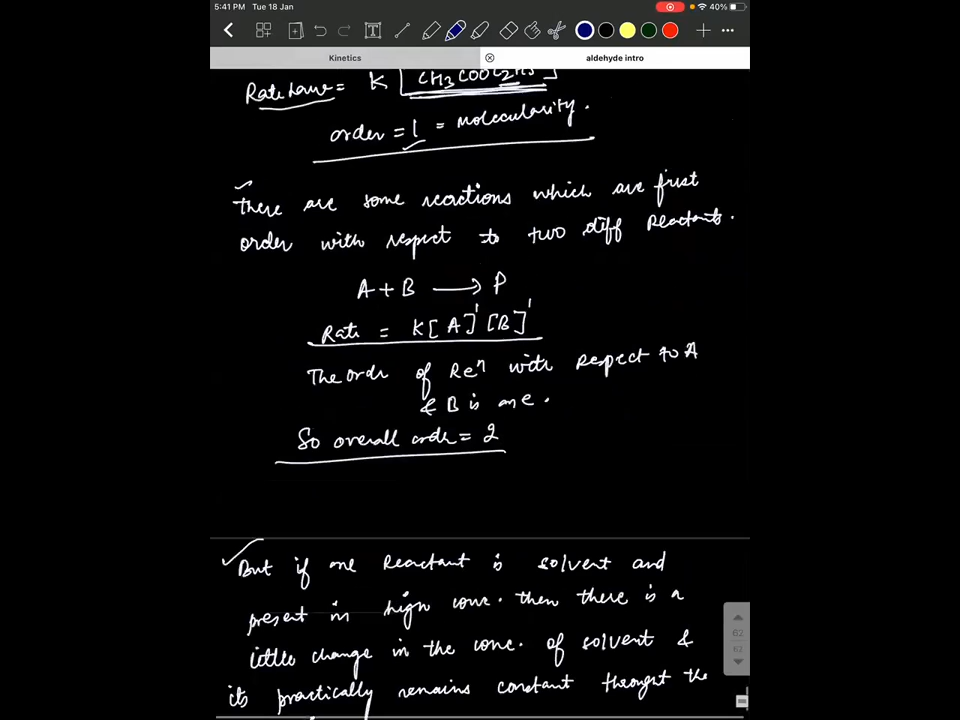 5:41 PM Tue 18 Jan 40%
Kinetics aldehyde intro
Rate Law = K [CH3COOC2H5]
order = 1 = molecularity.
There are some reactions which are first
order with respect to two diff Reactants.
A + B → P
Rate = K[A]¹ [B]¹
The order of Reⁿ with respect to A
& B is one.
So overall order = 2
But if one Reactant is solvent and
present in high conc. then there is a
little change in the conc. of solvent &
its practically remains constant throught the
62
63